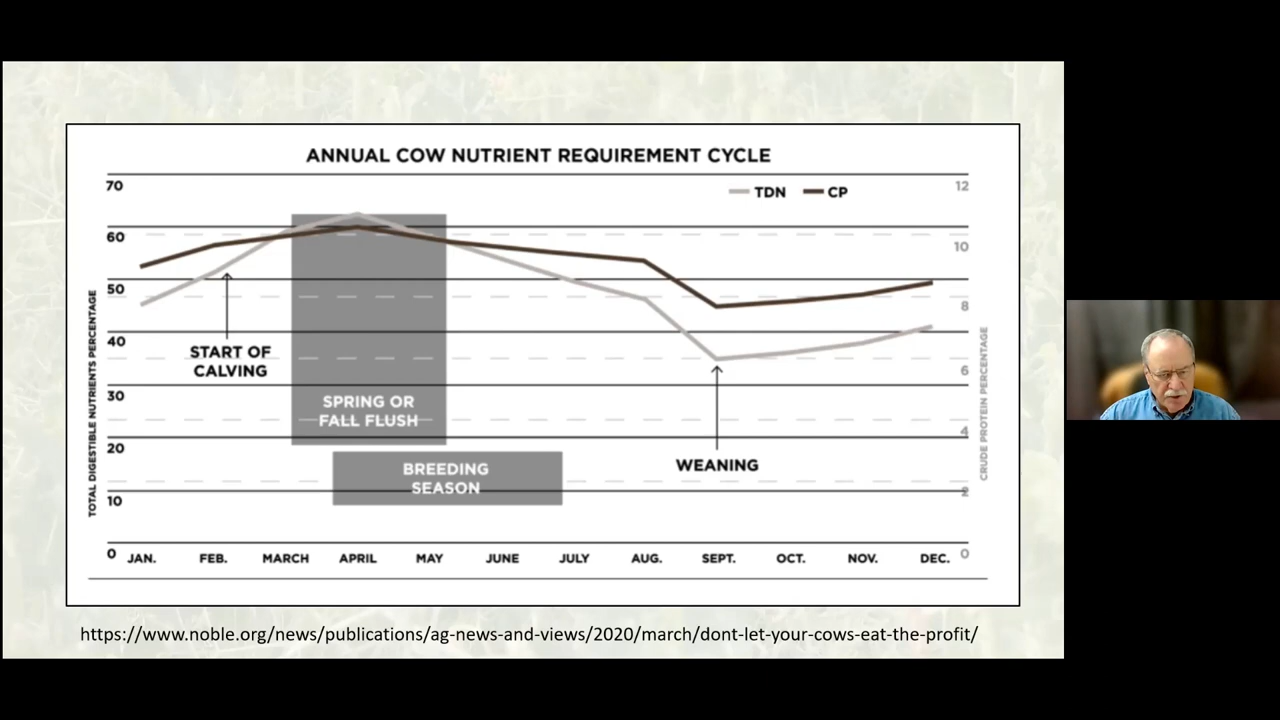 ANNUAL COW NUTRIENT REQUIREMENT CYCLE
TDN CP
70
60
50
40
30
20
10
0
12
10
8
6
4
2
0
TOTAL DIGESTIBLE NUTRIENTS PERCENTAGE
CRUDE PROTEIN PERCENTAGE
START OF
CALVING
SPRING OR
FALL FLUSH
BREEDING
SEASON
WEANING
JAN. FEB. MARCH APRIL MAY JUNE JULY AUG. SEPT. OCT. NOV. DEC.
https://www.noble.org/news/publications/ag-news-and-views/2020/march/dont-let-your-cows-eat-the-profit/